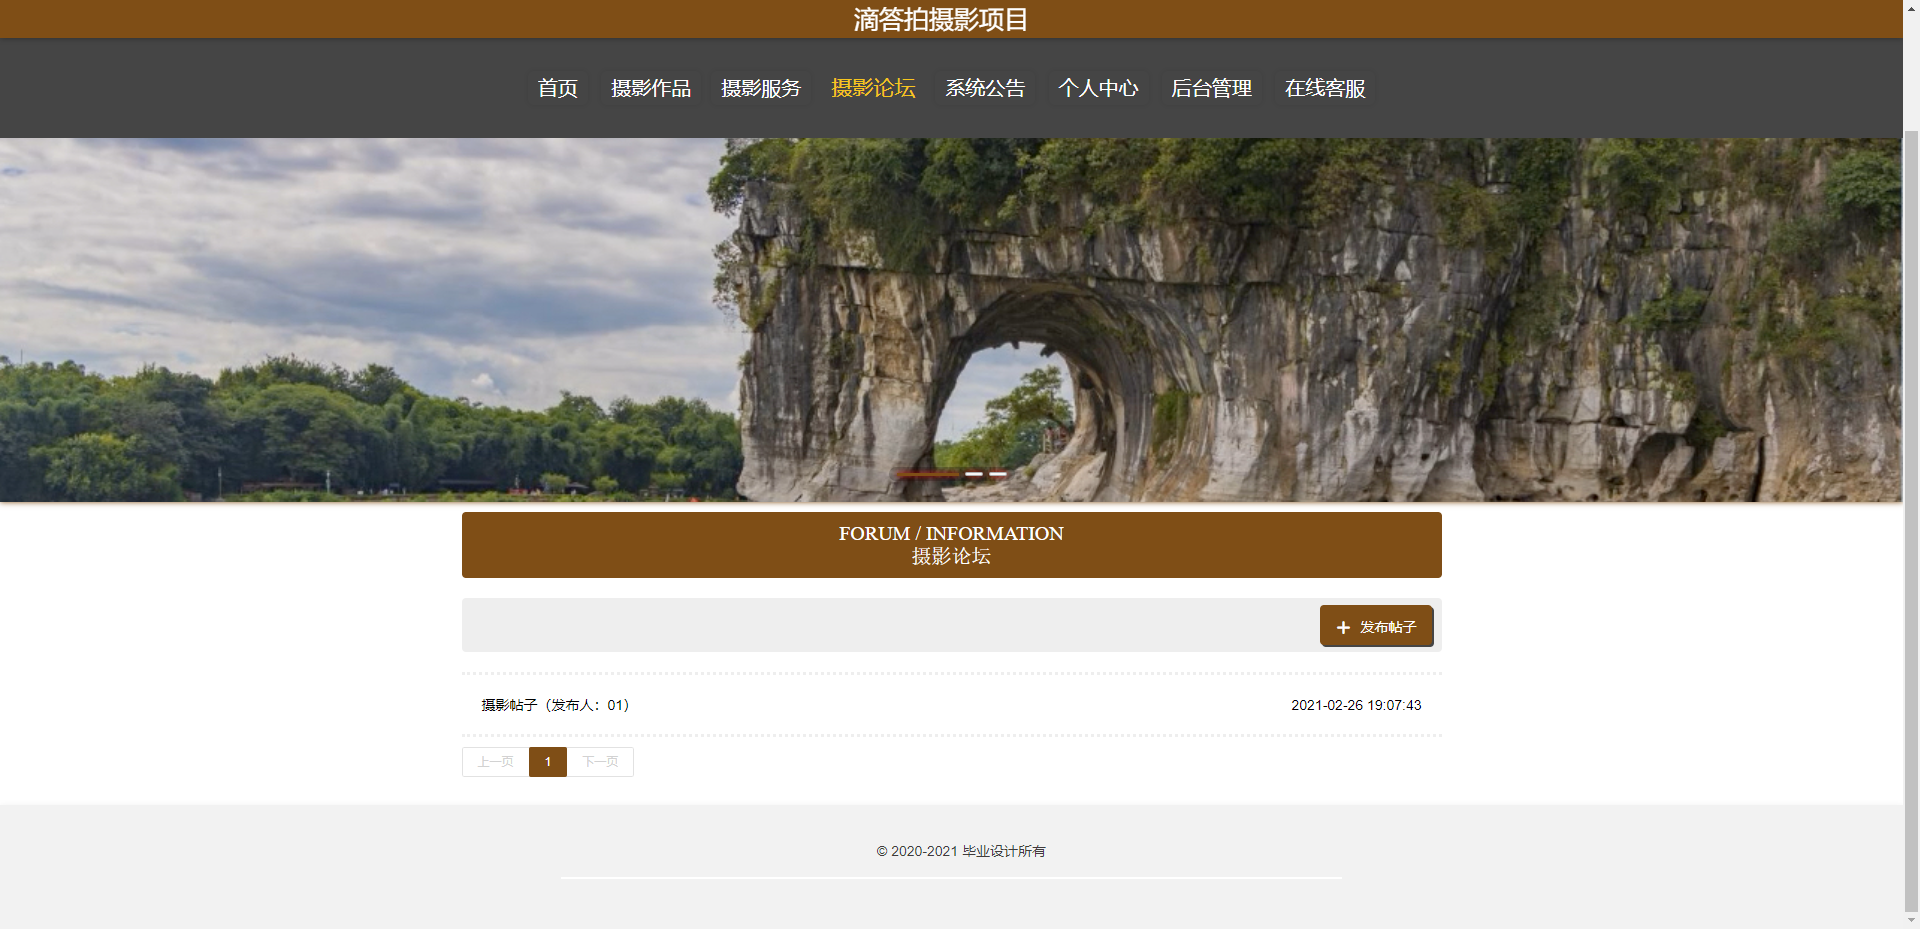 滴答拍摄影项目
首页 摄影作品 摄影服务 摄影论坛 系统公告 个人中心 后台管理 在线客服
FORUM / INFORMATION
摄影论坛
发布帖子
摄影帖子（发布人：01） 2021-02-26 19:07:43
上一页 1 下一页
© 2020-2021 毕业设计所有